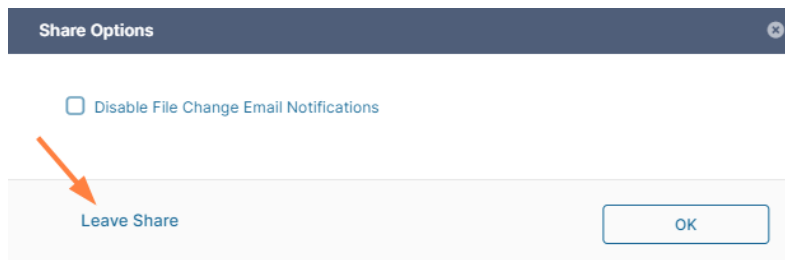 Share Options
Disable File Change Email Notifications
Leave Share
OK